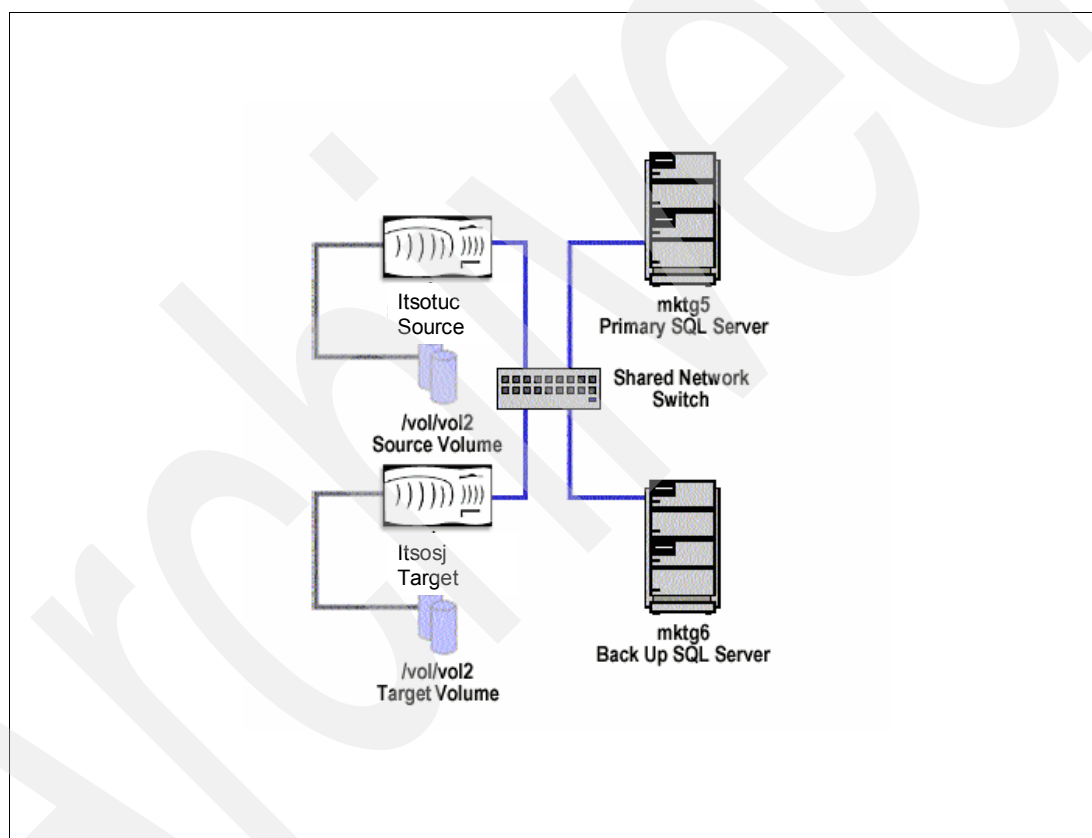 Itsotuc
Source
/vol/vol2
Source Volume
Itsosj
Target
/vol/vol2
Target Volume
mktg5
Primary SQL Server
Shared Network
Switch
mktg6
Back Up SQL Server
Archived